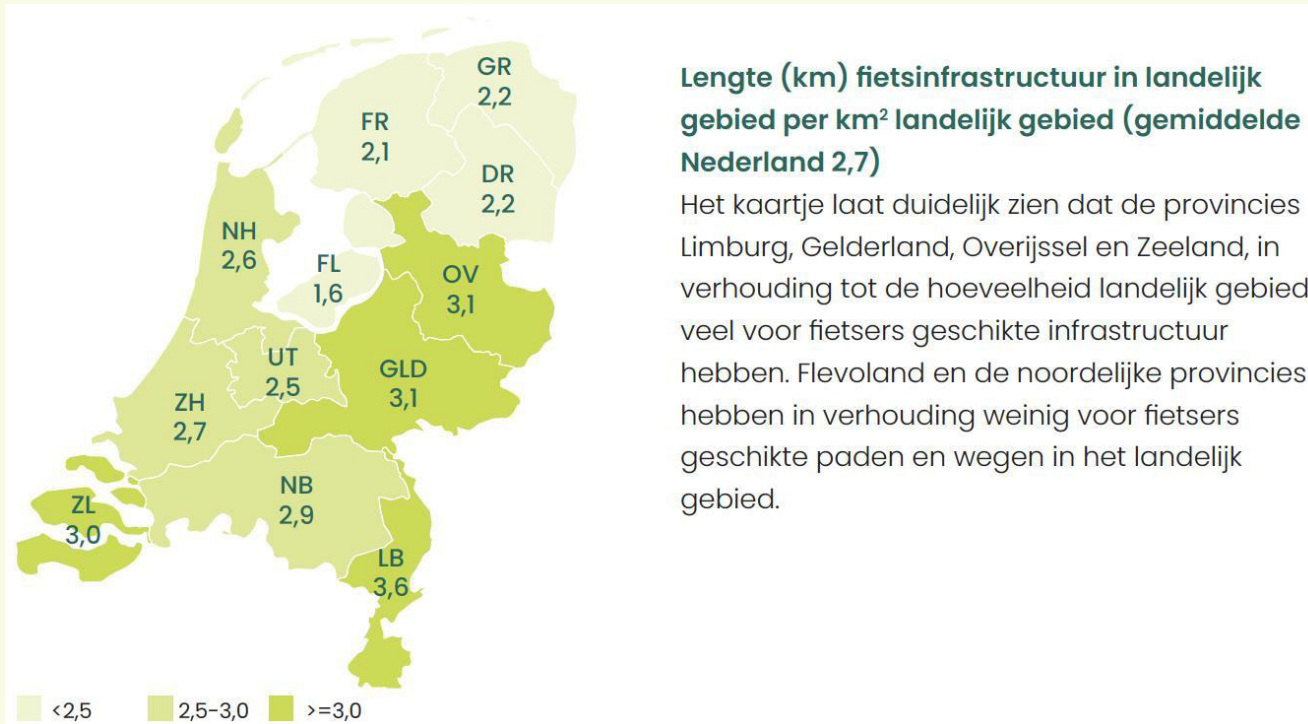 GR
2,2
FR
2,1
DR
2,2
NH
2,6
FL
1,6
OV
3,1
UT
2,5
GLD
3,1
ZH
2,7
NB
2,9
ZL
3,0
LB
3,6
<2,5
2,5-3,0
>=3,0
Lengte (km) fietsinfrastructuur in landelijk
gebied per km² landelijk gebied (gemiddelde
Nederland 2,7)
Het kaartje laat duidelijk zien dat de provincies
Limburg, Gelderland, Overijssel en Zeeland, in
verhouding tot de hoeveelheid landelijk gebied
veel voor fietsers geschikte infrastructuur
hebben. Flevoland en de noordelijke provincies
hebben in verhouding weinig voor fietsers
geschikte paden en wegen in het landelijk
gebied.